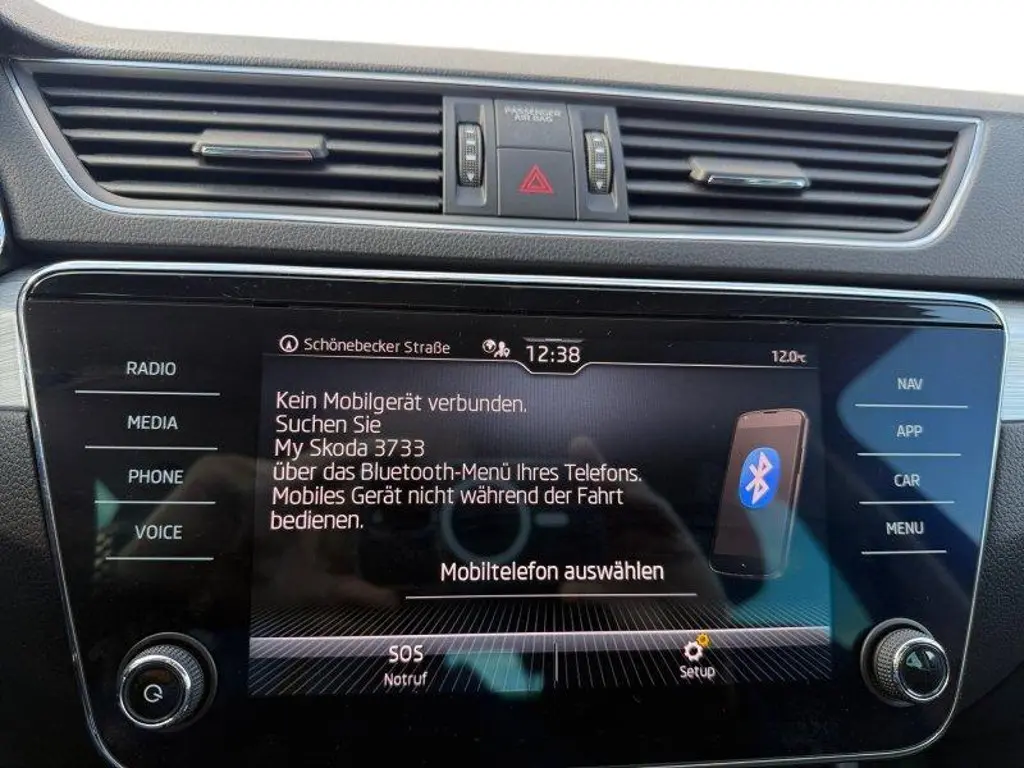 PASSENGER
AIR BAG
Schönebecker Straße
12:38
12.0°C
RADIO
MEDIA
PHONE
VOICE
Kein Mobilgerät verbunden.
Suchen Sie
My Skoda 3733
über das Bluetooth-Menü Ihres Telefons.
Mobiles Gerät nicht während der Fahrt
bedienen.
Mobiltelefon auswählen
NAV
APP
CAR
MENU
SOS
Notruf
Setup